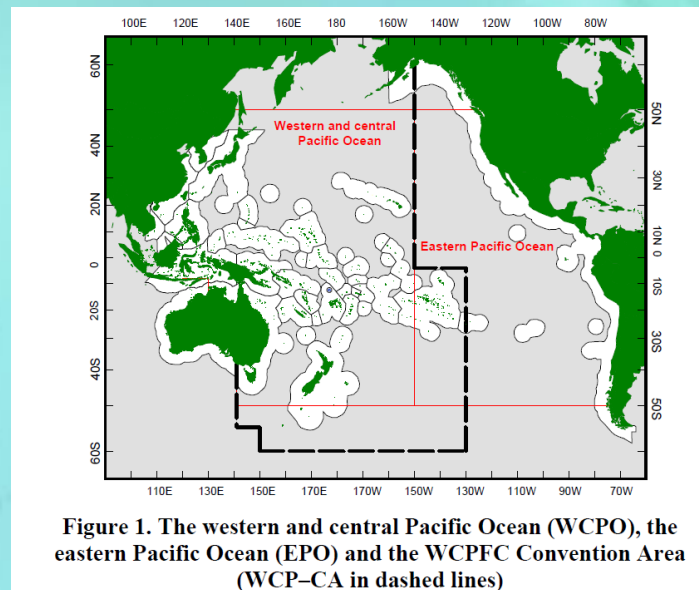 100E 120E 140E 160E 180 160W 140W 120W 100W 80W
60N
50N
Western and central
Pacific Ocean
40N
30N
20N
10N
Eastern Pacific Ocean
0
0
10S
20S
30S
40S
50S
60S
110E 130E 150E 170E 170W 150W 130W 110W 90W 70W
Figure 1. The western and central Pacific Ocean (WCPO), the
eastern Pacific Ocean (EPO) and the WCPFC Convention Area
(WCP–CA in dashed lines)